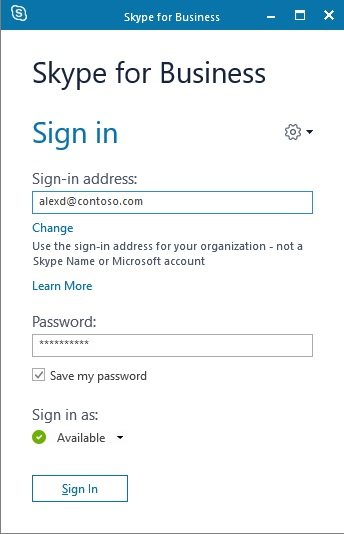 Skype for Business
Skype for Business
Sign in
Sign-in address:
alexd@contoso.com
Change
Use the sign-in address for your organization - not a
Skype Name or Microsoft account
Learn More
Password:
**********
Save my password
Sign in as:
Available
Sign In